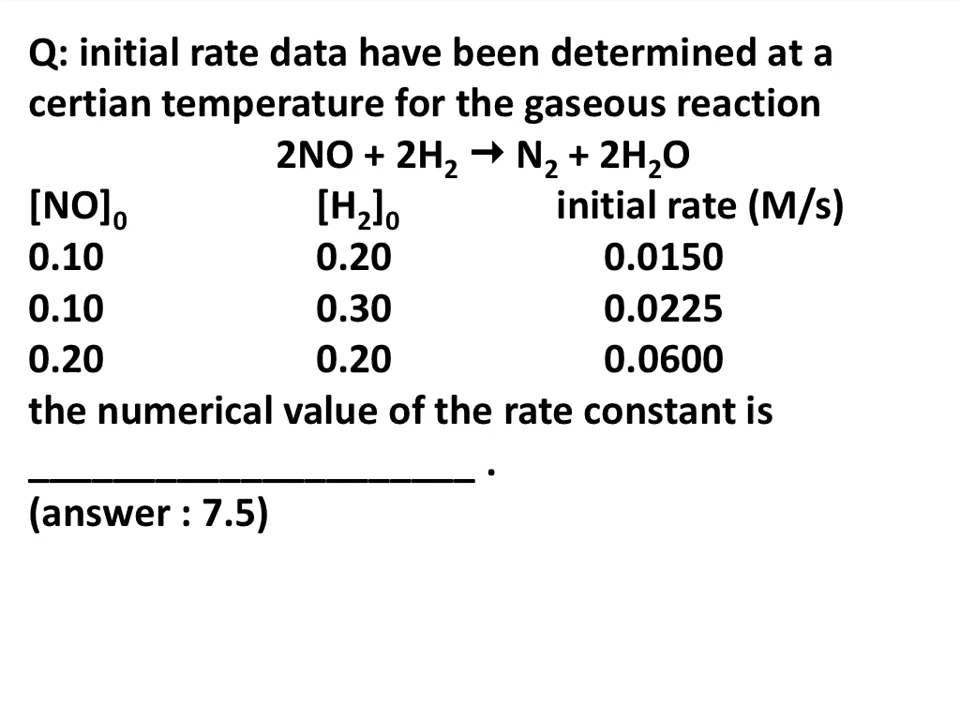 Q: initial rate data have been determined at a
certian temperature for the gaseous reaction
2NO + 2H₂ → N₂ + 2H₂O
[NO]₀ [H₂]₀ initial rate (M/s)
0.10 0.20 0.0150
0.10 0.30 0.0225
0.20 0.20 0.0600
the numerical value of the rate constant is
______________________ .
(answer : 7.5)